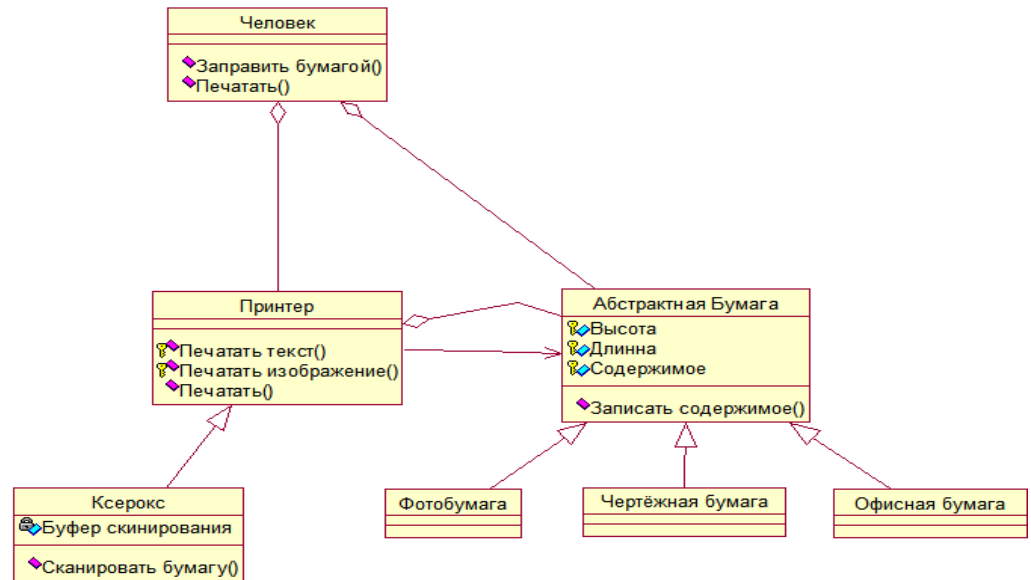 Человек
Заправить бумагой()
Печатать()
Принтер
Печатать текст()
Печатать изображение()
Печатать()
Абстрактная Бумага
Высота
Длинна
Содержимое
Записать содержимое()
Ксерокс
Буфер скинирования
Сканировать бумагу()
Фотобумага
Чертёжная бумага
Офисная бумага